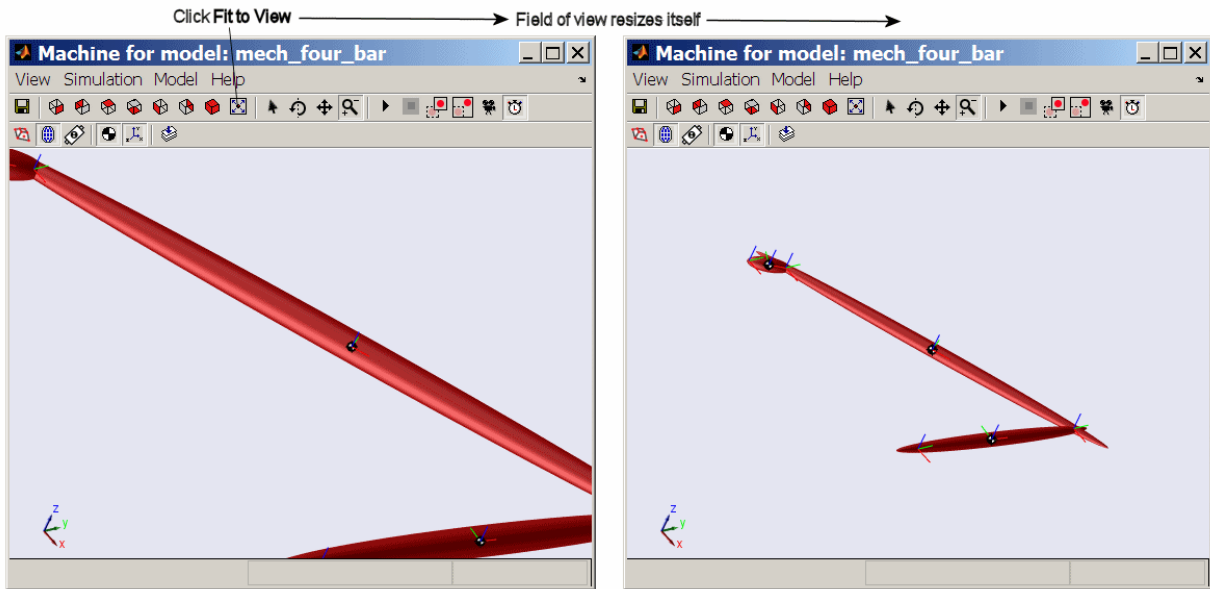 Click Fit to View
Field of view resizes itself
Machine for model: mech_four_bar
View Simulation Model Help
z
y
x
Machine for model: mech_four_bar
View Simulation Model Help
z
y
x